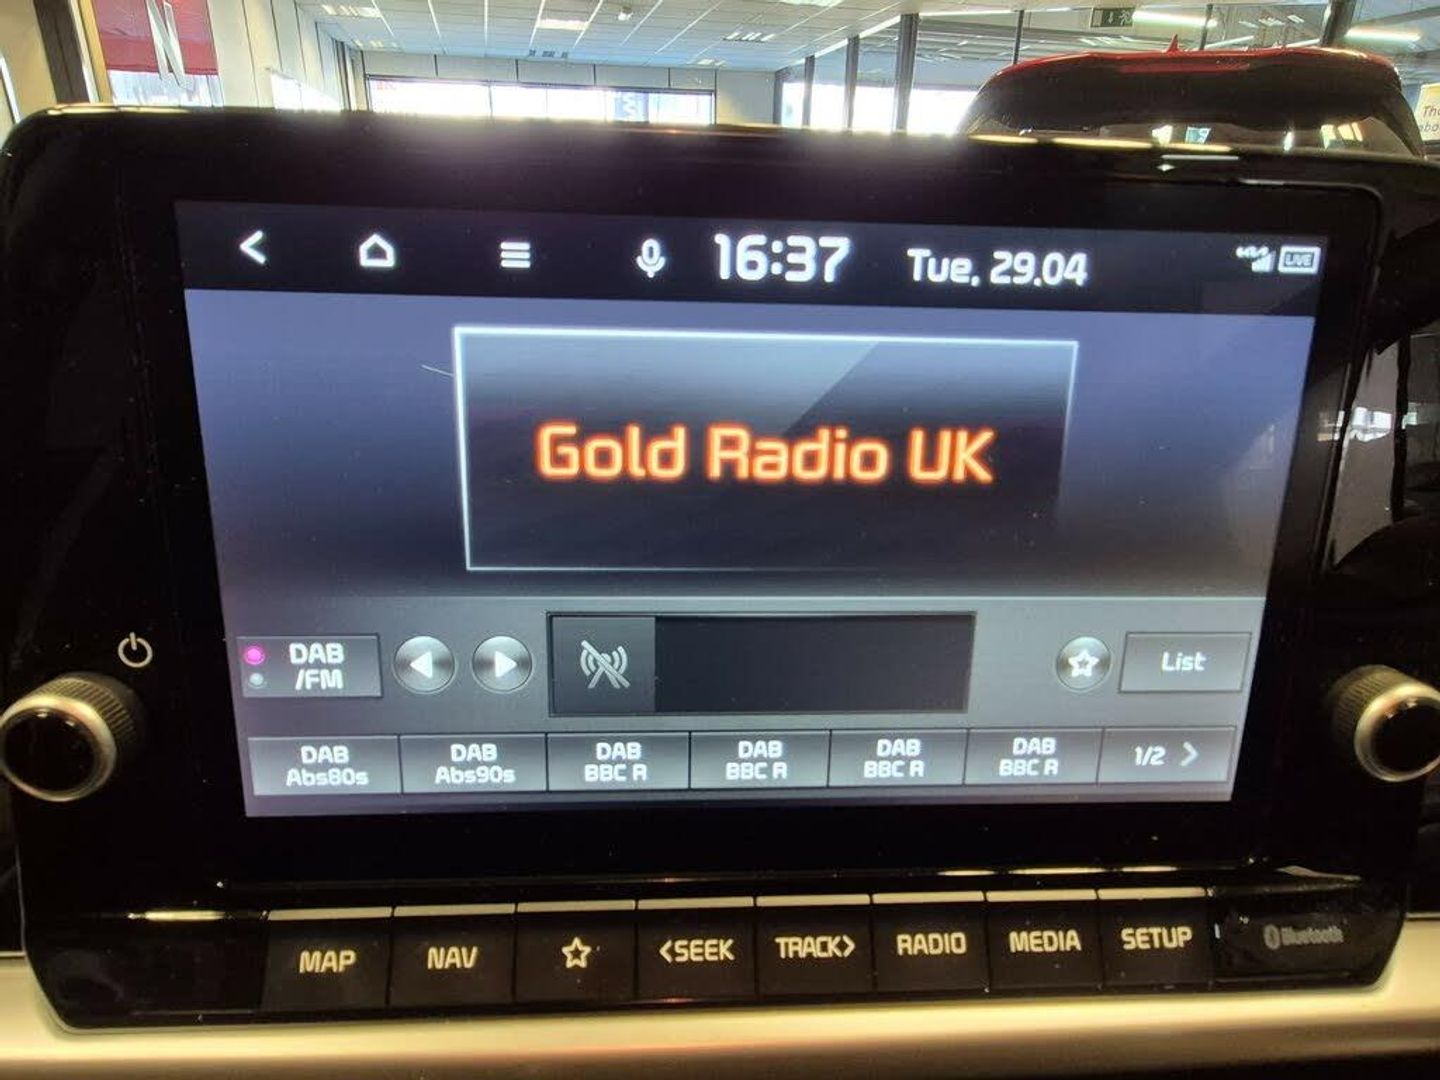 N
16:37
Tue, 29.04
LIVE
Gold Radio UK
DAB
/FM
List
DAB
Abs80s
DAB
Abs90s
DAB
BBC R
DAB
BBC R
DAB
BBC R
DAB
BBC R
1/2 >
MAP
NAV
<SEEK
TRACK>
RADIO
MEDIA
SETUP
Bluetooth